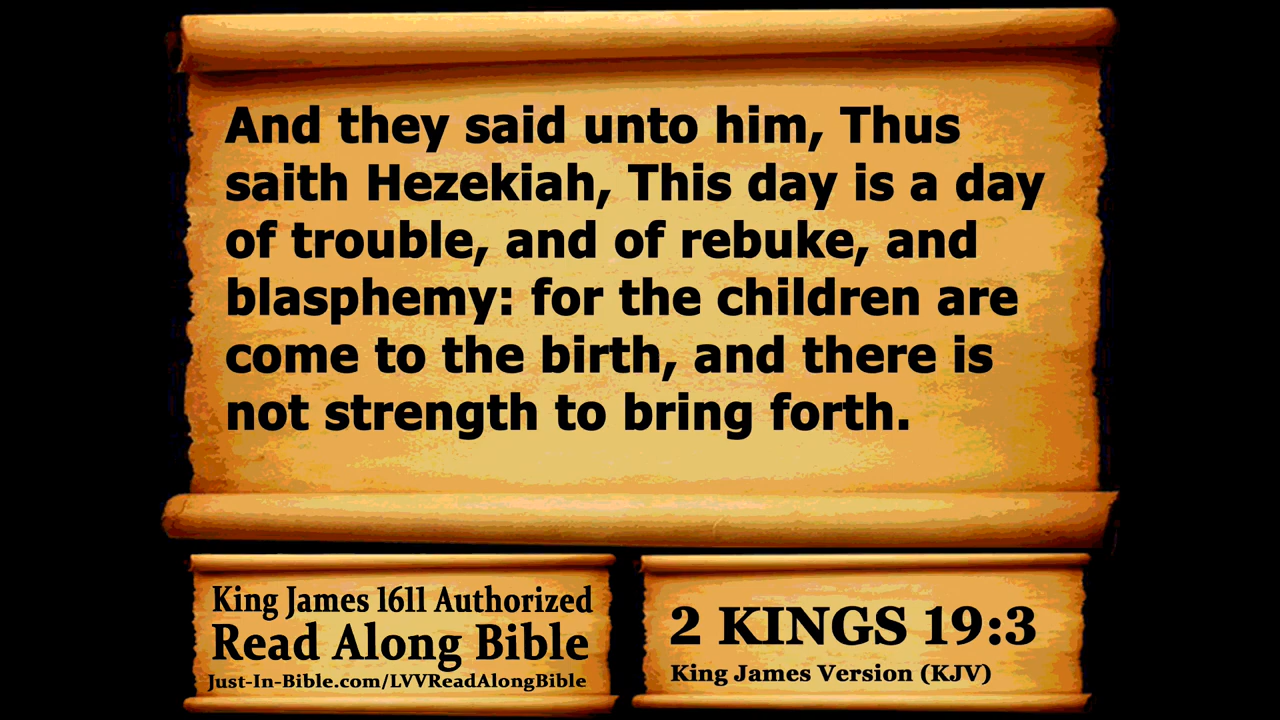 And they said unto him, Thus
saith Hezekiah, This day is a day
of trouble, and of rebuke, and
blasphemy: for the children are
come to the birth, and there is
not strength to bring forth.
King James 1611 Authorized
Read Along Bible
Just-In-Bible.com/LVVReadAlongBible
2 KINGS 19:3
King James Version (KJV)